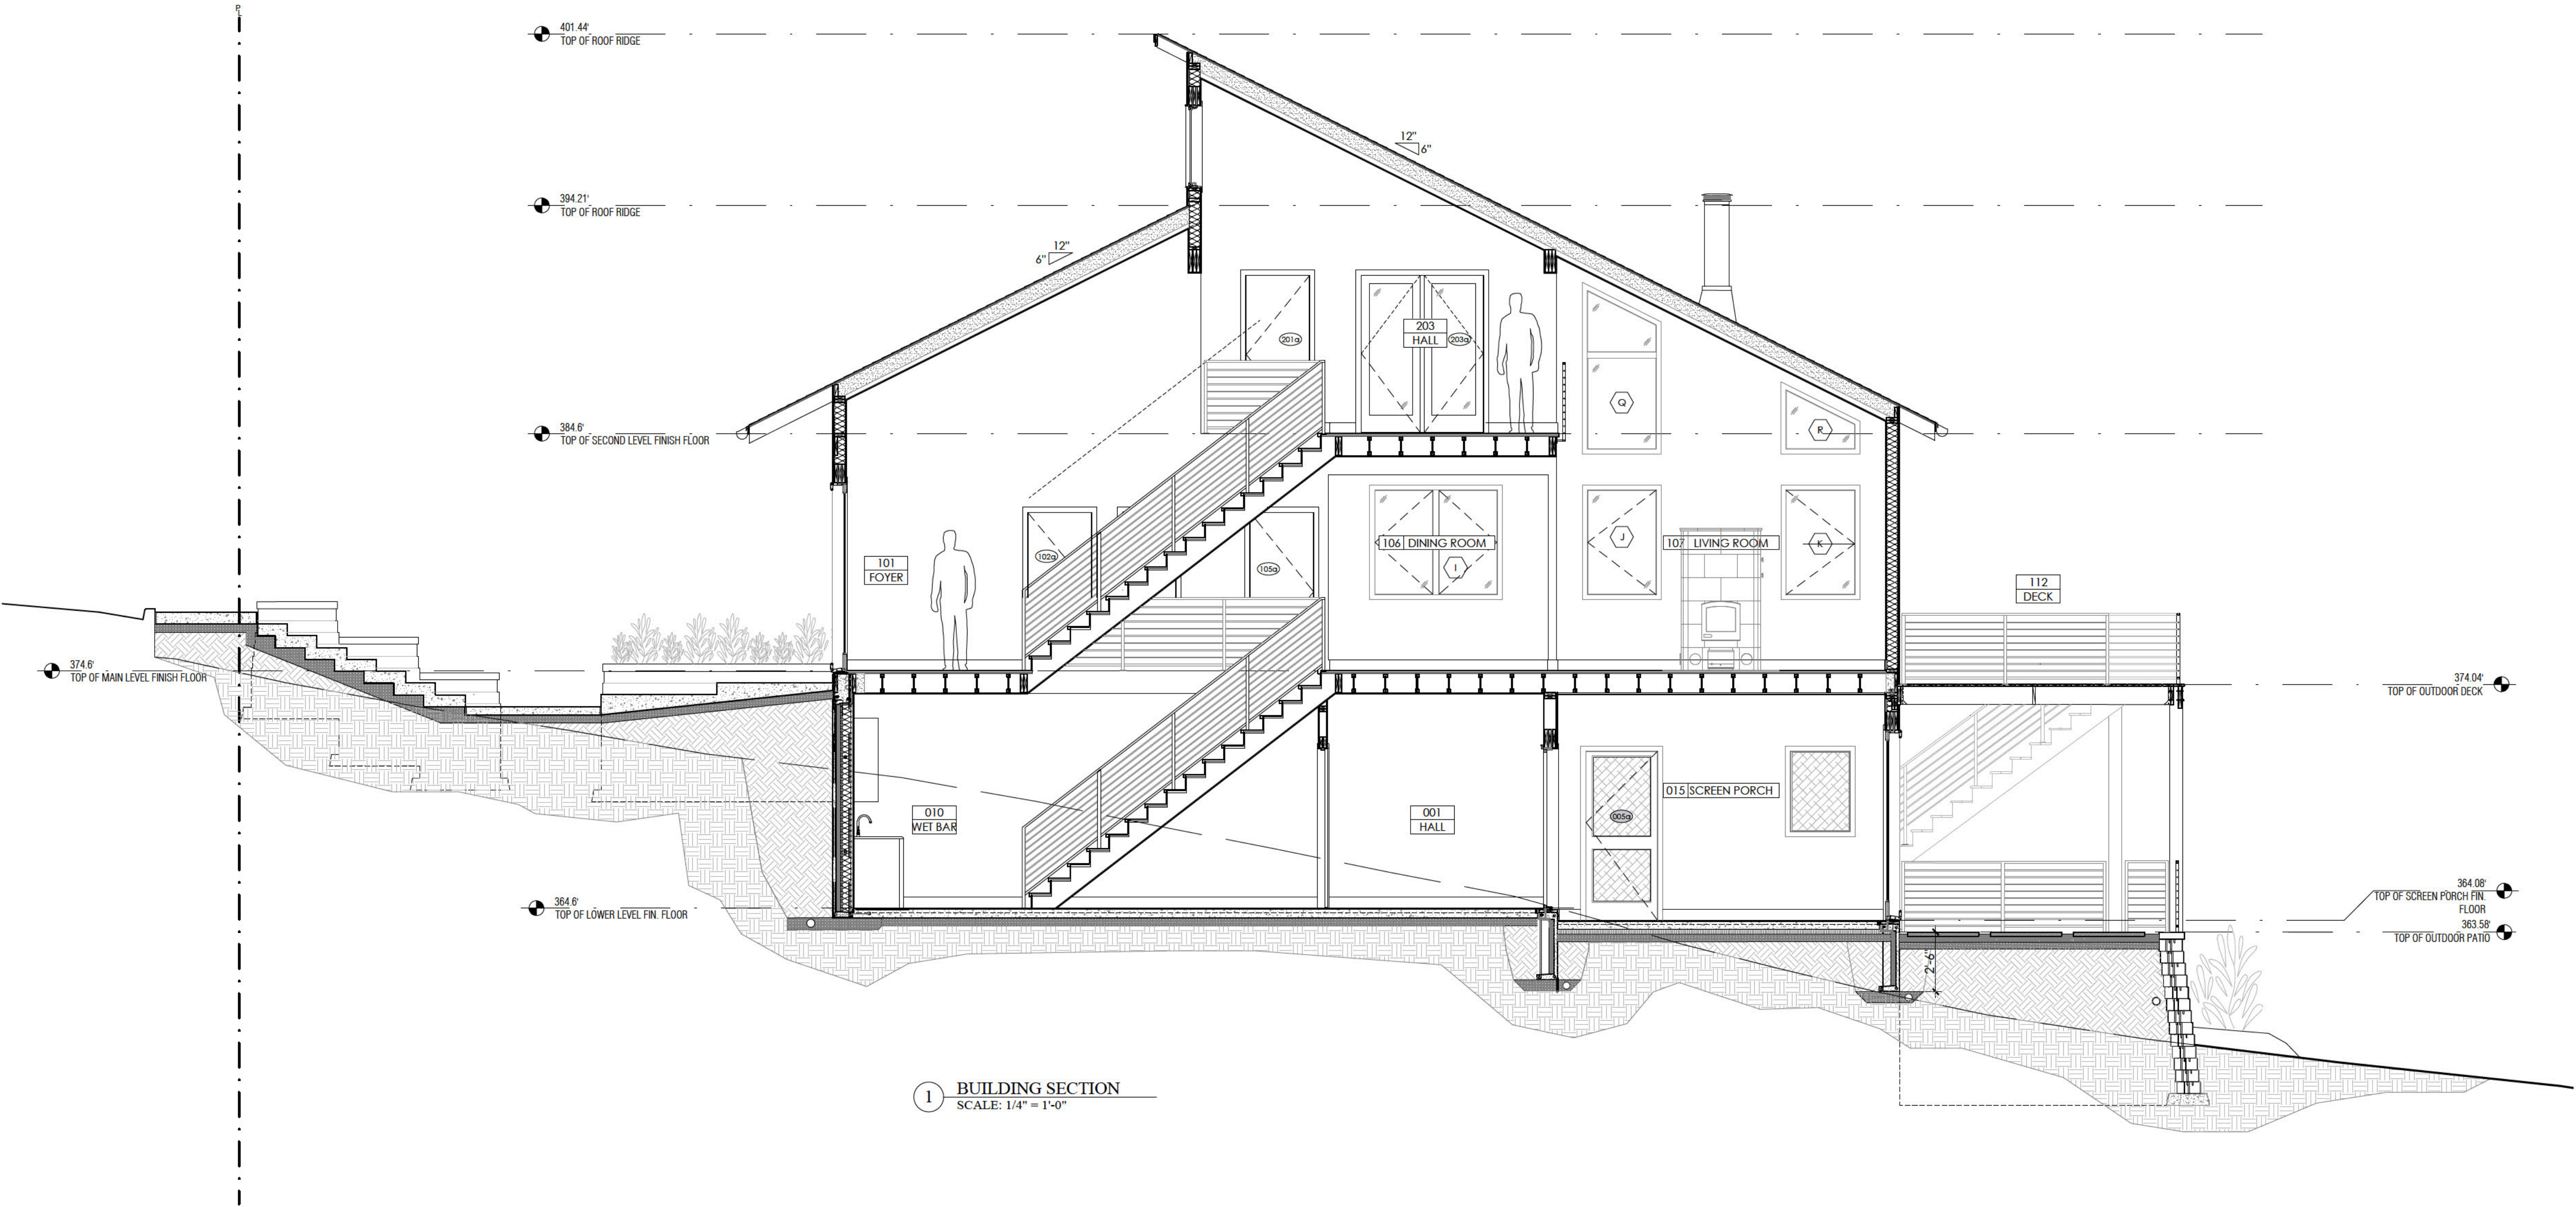 PL
401.44'
TOP OF ROOF RIDGE
12"
6"
394.21'
TOP OF ROOF RIDGE
12"
6"
201a
203
HALL
203a
Q
R
384.6'
TOP OF SECOND LEVEL FINISH FLOOR
101
FOYER
102a
105a
106 DINING ROOM
I
J
107 LIVING ROOM
K
112
DECK
374.6'
TOP OF MAIN LEVEL FINISH FLOOR
374.04'
TOP OF OUTDOOR DECK
010
WET BAR
001
HALL
005a
015 SCREEN PORCH
364.6'
TOP OF LOWER LEVEL FIN. FLOOR
364.08'
TOP OF SCREEN PORCH FIN.
FLOOR
363.58'
TOP OF OUTDOOR PATIO
2'-6"
1
BUILDING SECTION
SCALE: 1/4" = 1'-0"